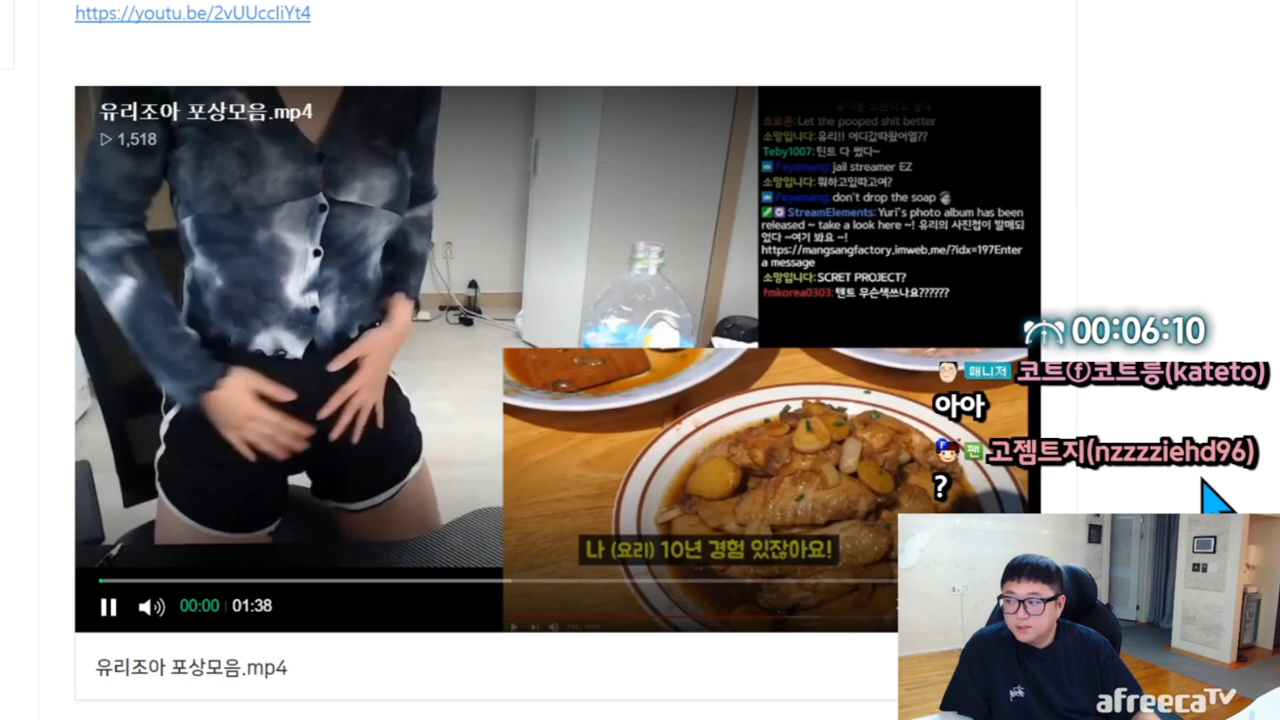 https://youtu.be/2vUUccIiYt4
유리조아 포상모음.mp4
▷ 1,518
Let the pooped shit better
소망입니다: 유리!! 어디갔따왔어열??
Teby1007: 틴트 다 썼다~
Fayamang: jail streamer EZ
소망입니다: 뭐하고있따고여?
Fayamang: don't drop the soap
StreamElements: Yuri's photo album has been
released ~ take a look here ~! 유리의 사진첩이 발매되
었다 ~여기 봐요 ~!
https://mangsangfactory.imweb.me/?idx=197Enter
a message
소망입니다: SCRET PROJECT?
fmkorea0303: 텐트 무슨색쓰나요??????
00:06:10
매니저 코트ⓕ코트릉(kateto)
아아
F 팬 고젬트지(nzzzziehd96)
?
나 (요리) 10년 경험 있잖아요!
00:00 | 01:38
유리조아 포상모음.mp4
afreecaTV